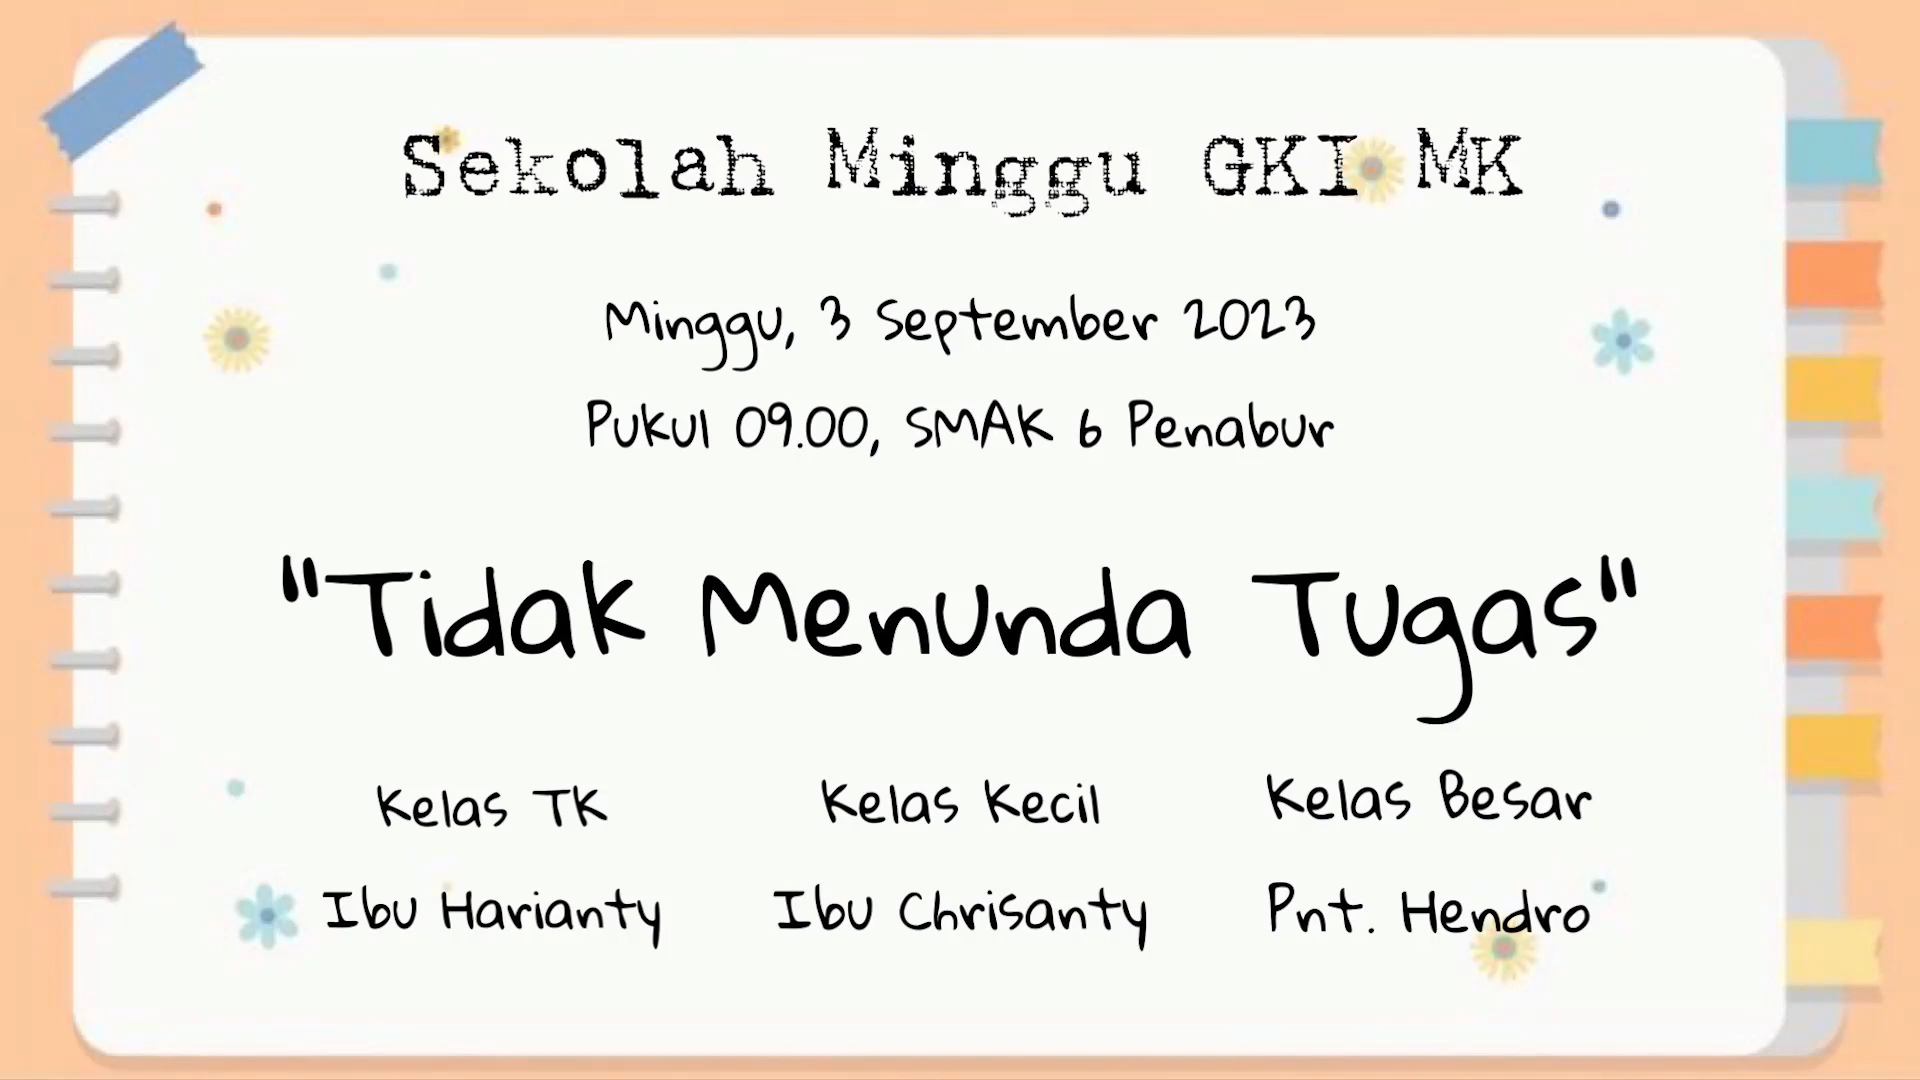 Sekolah Minggu GKI MK
Minggu, 3 September 2023
Pukul 09.00, SMAK 6 Penabur
"Tidak Menunda Tugas"
Kelas TK
Ibu Harianty
Kelas Kecil
Ibu Chrisanty
Kelas Besar
Pnt. Hendro